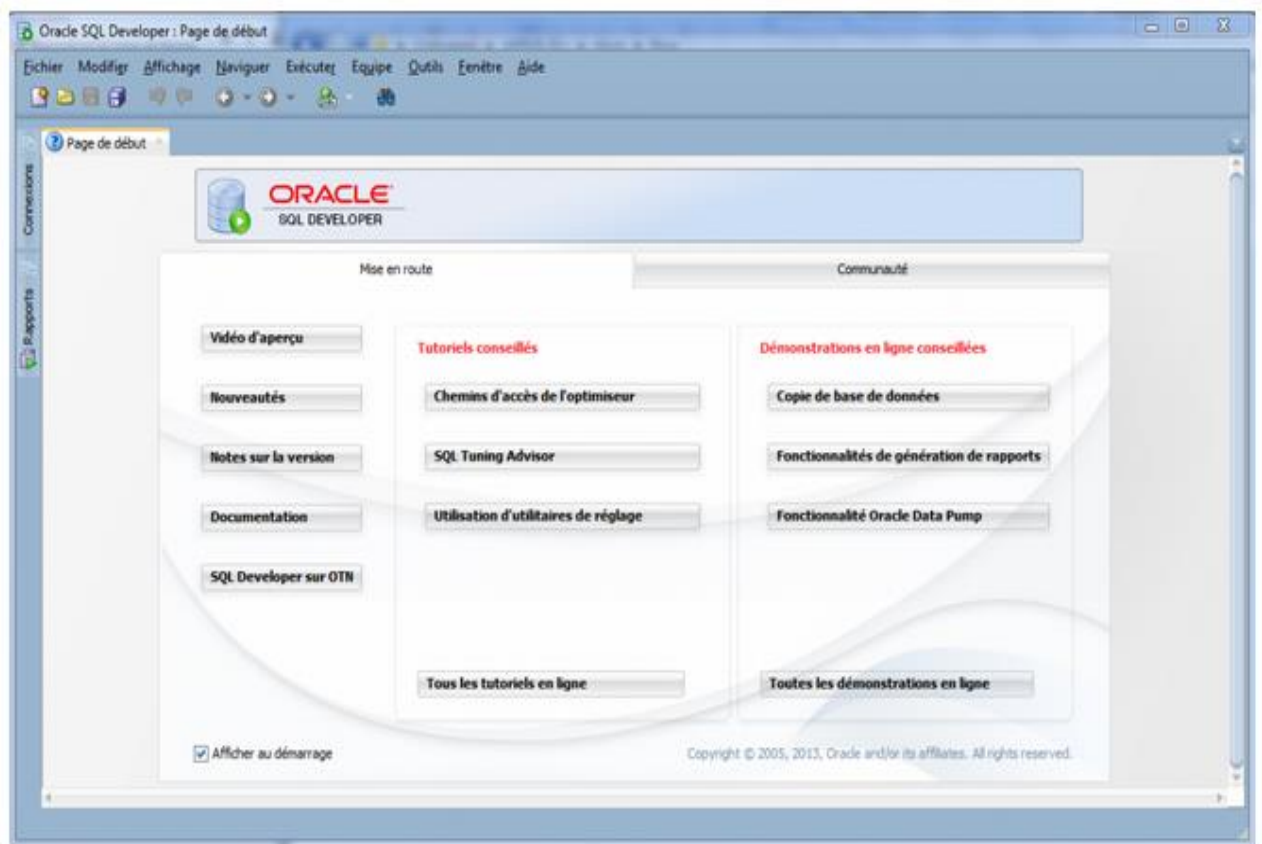 Oracle SQL Developer : Page de début
Fichier Modifier Affichage Naviguer Exécuter Equipe Outils Fenêtre Aide
Page de début
Connexions
Rapports
ORACLE
SQL DEVELOPER
Mise en route
Communauté
Vidéo d'aperçu
Nouveautés
Notes sur la version
Documentation
SQL Developer sur OTN
Tutoriels conseillés
Chemins d'accès de l'optimiseur
SQL Tuning Advisor
Utilisation d'utilitaires de réglage
Tous les tutoriels en ligne
Démonstrations en ligne conseillées
Copie de base de données
Fonctionnalités de génération de rapports
Fonctionnalité Oracle Data Pump
Toutes les démonstrations en ligne
Afficher au démarrage
Copyright © 2005, 2013, Oracle and/or its affiliates. All rights reserved.